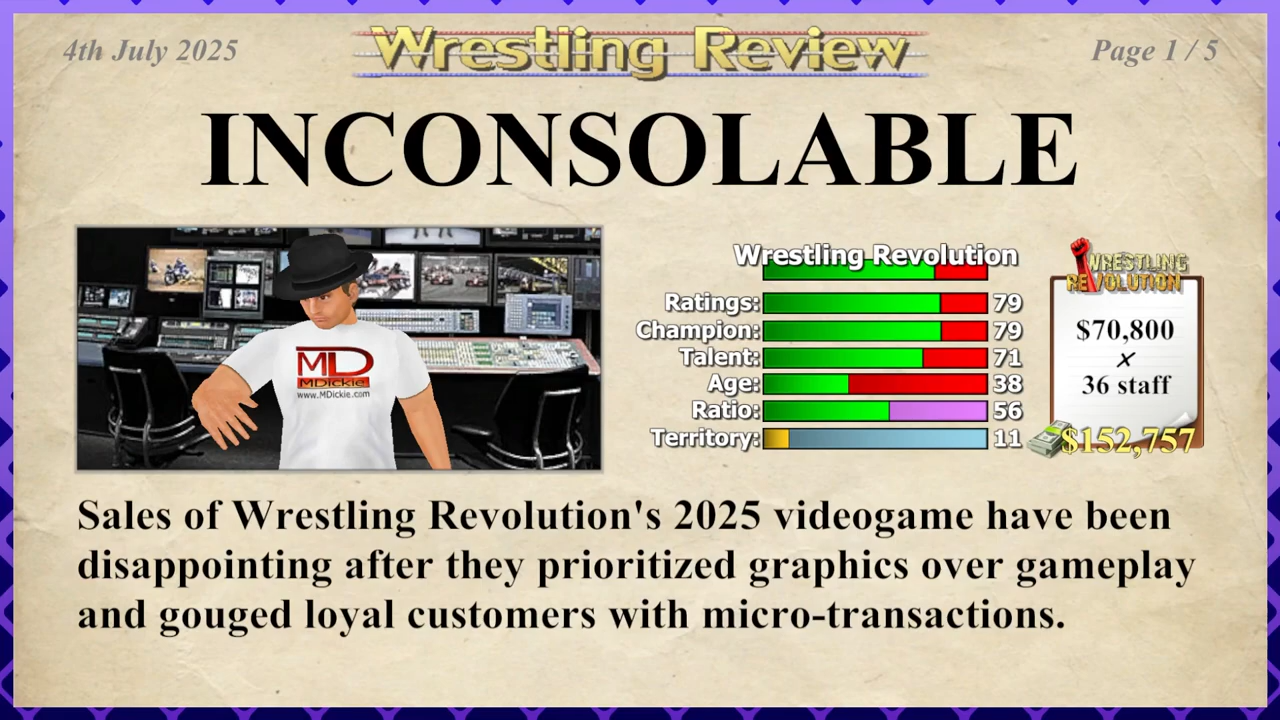 4th July 2025
Wrestling Review
Page 1 / 5
INCONSOLABLE
MD
MDickie
www.MDickie.com
Wrestling Revolution
Ratings: 79
Champion: 79
Talent: 71
Age: 38
Ratio: 56
Territory: 11
WRESTLING
REVOLUTION
$70,800
×
36 staff
$152,757
Sales of Wrestling Revolution's 2025 videogame have been
disappointing after they prioritized graphics over gameplay
and gouged loyal customers with micro-transactions.